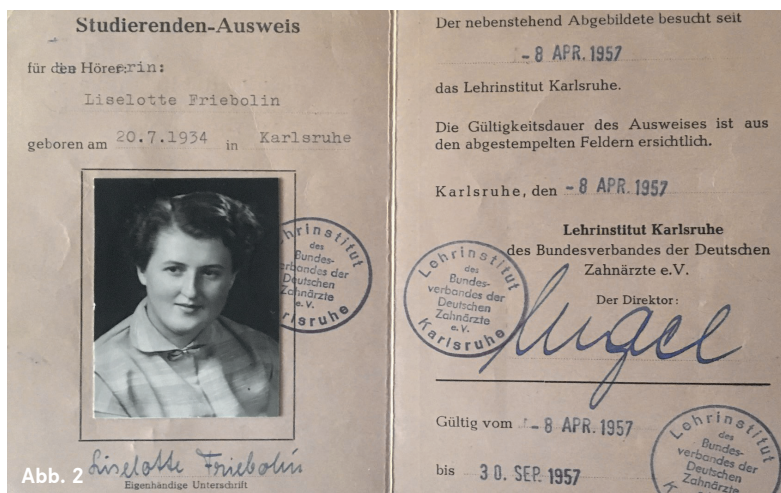 Studierenden-Ausweis
für den Hörer:rin:
Liselotte Friebolin
geboren am 20.7.1934 in Karlsruhe
Lehrinstitut
des
Bundes-
verbandes der
Deutschen
Zahnärzte
e.V.
Karlsruhe
Liselotte Friebolin
Eigenhändige Unterschrift
Abb. 2
Der nebenstehend Abgebildete besucht seit
- 8 APR. 1957
das Lehrinstitut Karlsruhe.
Die Gültigkeitsdauer des Ausweises ist aus
den abgestempelten Feldern ersichtlich.
Karlsruhe, den - 8 APR. 1957
Lehrinstitut Karlsruhe
des Bundesverbandes der Deutschen
Zahnärzte e.V.
Der Direktor:
Lehrinstitut
des
Bundes-
verbandes der
Deutschen
Zahnärzte
e.V.
Karlsruhe
Gültig vom - 8 APR. 1957
bis 30. SEP. 1957
Lehrinstitut
des
Bundes-
verbandes der
Deutschen
Zahnärzte